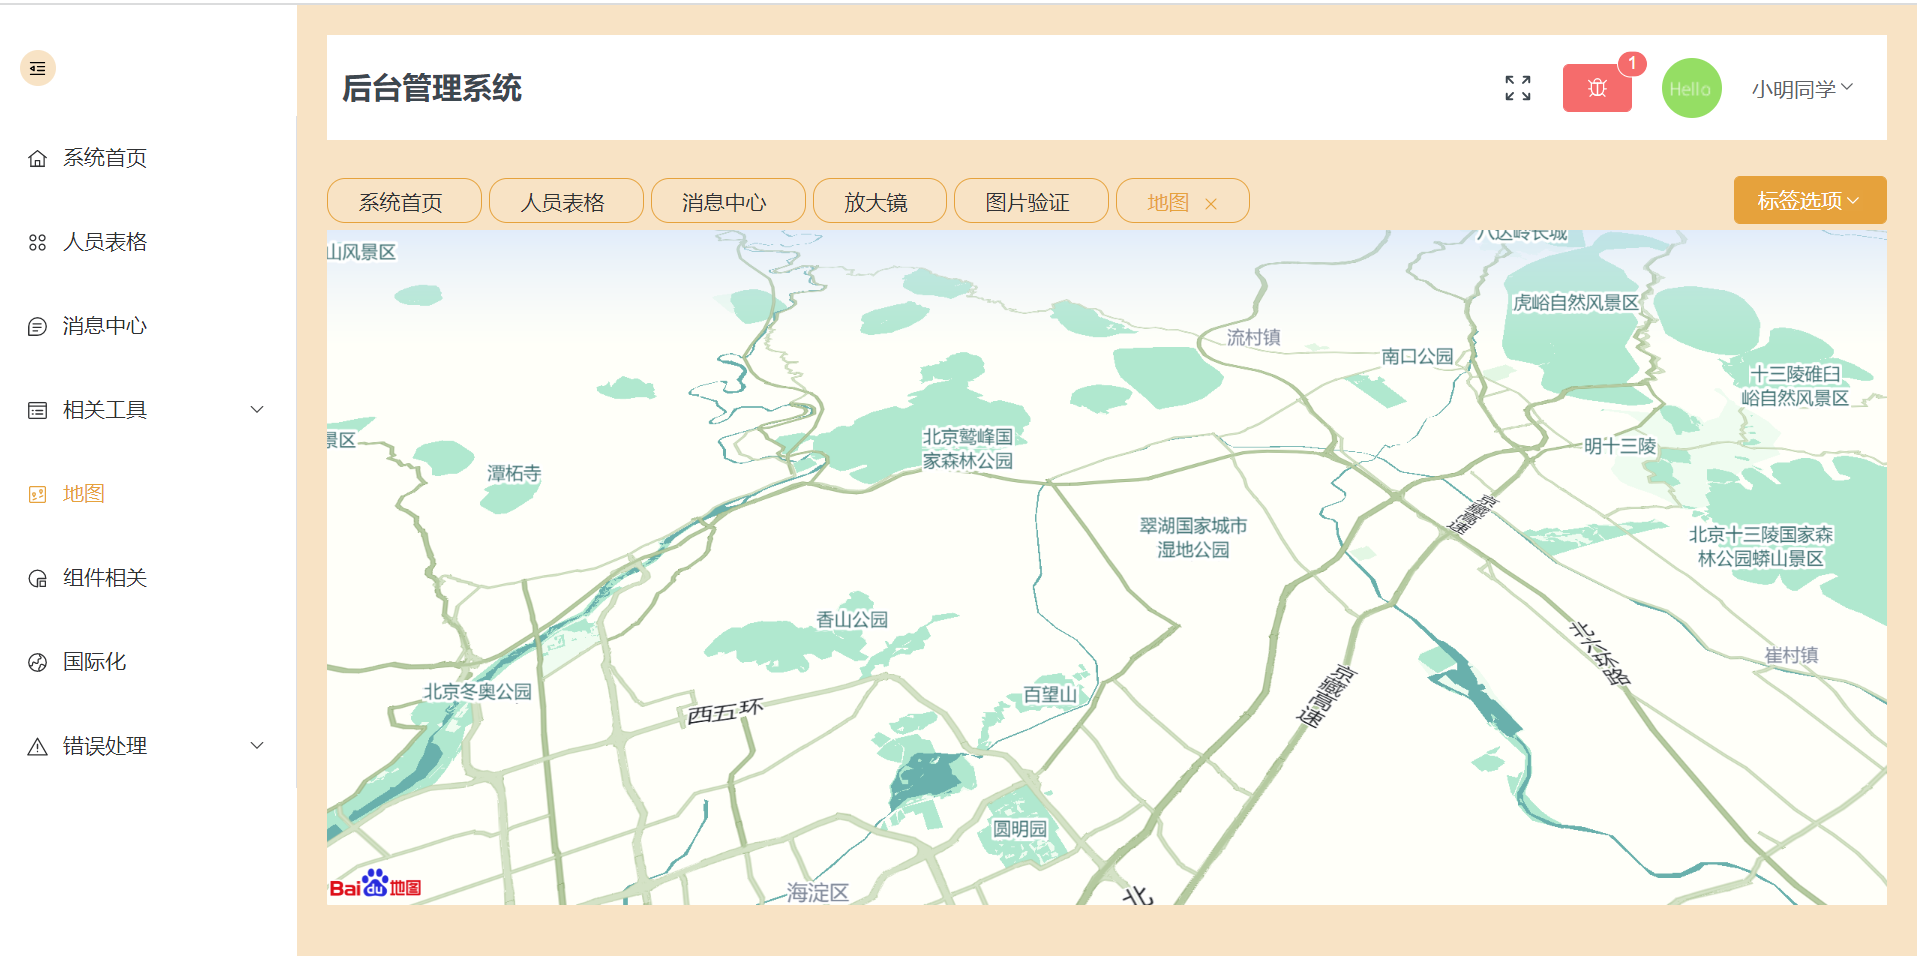 后台管理系统
1
Hello
小明同学
系统首页
人员表格
消息中心
相关工具
地图
组件相关
国际化
错误处理
系统首页
人员表格
消息中心
放大镜
图片验证
地图
标签选项
山风景区
八达岭长城
虎峪自然风景区
流村镇
南口公园
十三陵碓臼
峪自然风景区
景区
北京鹫峰国
家森林公园
明十三陵
潭柘寺
京藏高速
翠湖国家城市
湿地公园
北京十三陵国家森
林公园蟒山景区
香山公园
北六环路
崔村镇
北京冬奥公园
百望山
京藏高速
西五环
圆明园
Bai du 地图
海淀区
北